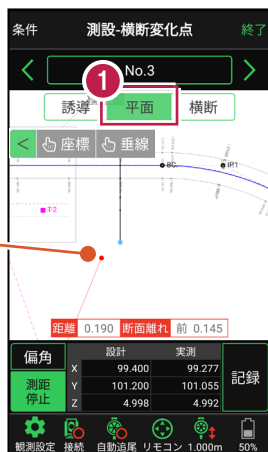 条件 測設-横断変化点 終了
No.3
1
誘導 平面 横断
< 座標 垂線
BC
IP.1
T-2
距離 0.190 断面離れ 前 0.145
偏角 設計 実測
X 99.400 99.277
測距停止 Y 101.200 101.055 記録
Z 4.998 4.992
観測設定 接続 自動追尾 リモコン 1.000m 50%